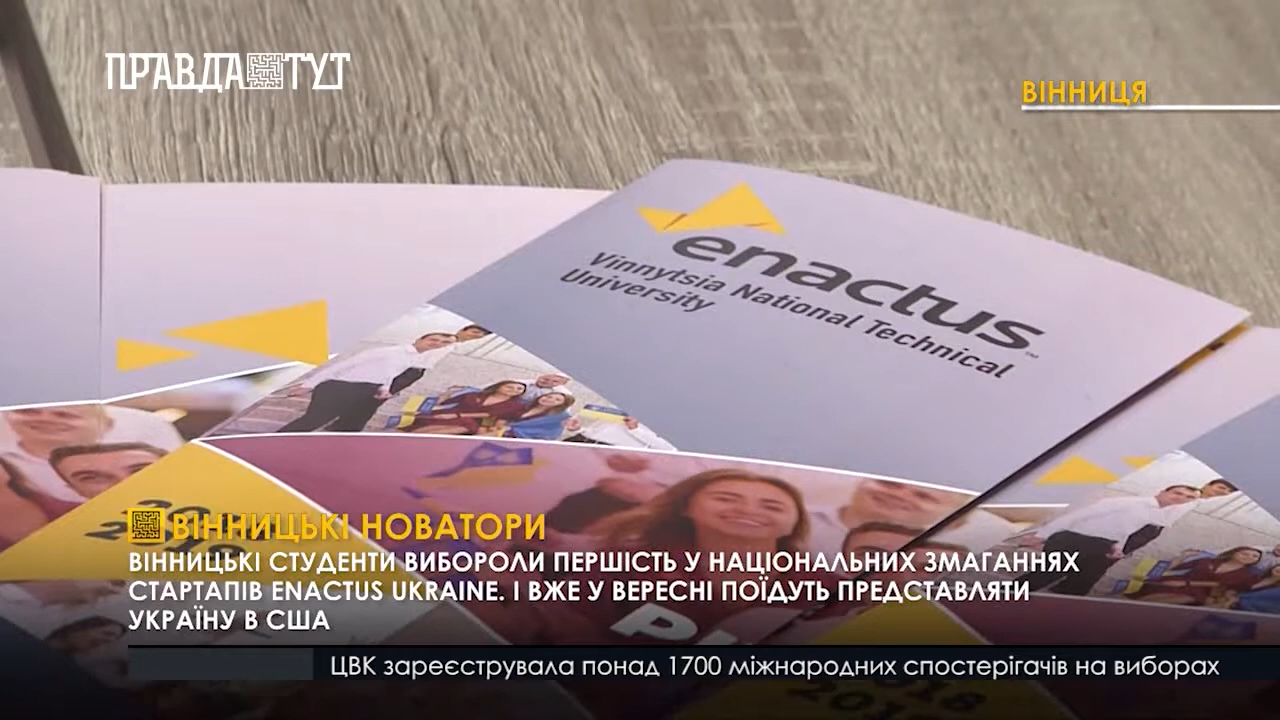 ПРАВДА ТУТ
ВІННИЦЯ
enactus
Vinnytsia National Technical
University
ВІННИЦЬКІ НОВАТОРИ
ВІННИЦЬКІ СТУДЕНТИ ВИБОРОЛИ ПЕРШІСТЬ У НАЦІОНАЛЬНИХ ЗМАГАННЯХ
СТАРТАПІВ ENACTUS UKRAINE. І ВЖЕ У ВЕРЕСНІ ПОЇДУТЬ ПРЕДСТАВЛЯТИ
УКРАЇНУ В США
ЦВК зареєструвала понад 1700 міжнародних спостерігачів на виборах